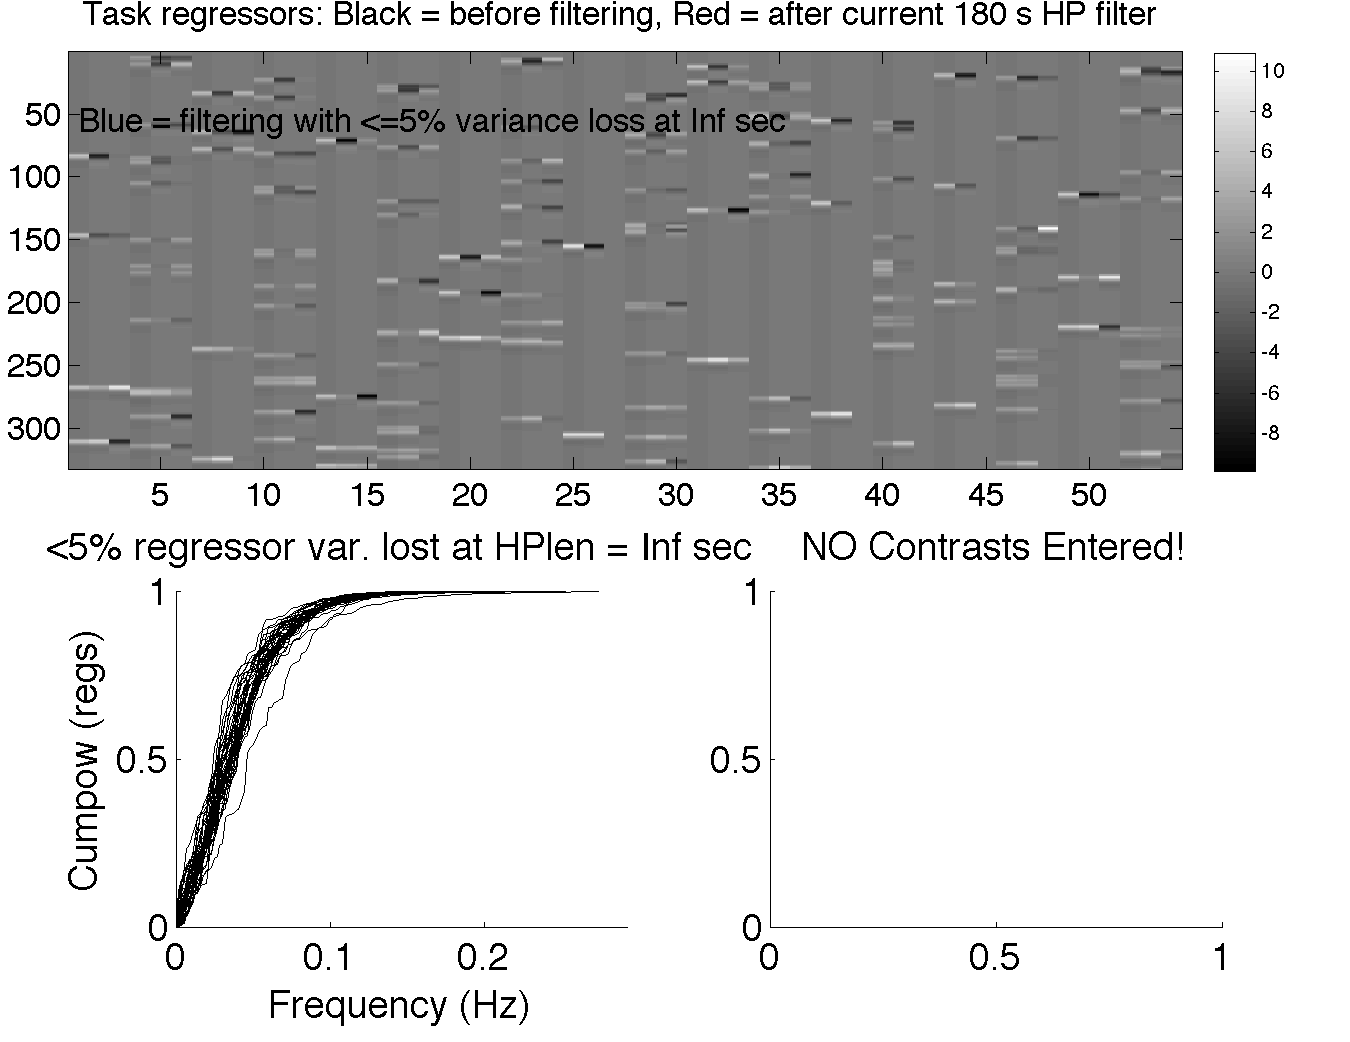 Task regressors: Black = before filtering, Red = after current 180 s HP filter
Blue = filtering with <=5% variance loss at Inf sec
50
100
150
200
250
300
5 10 15 20 25 30 35 40 45 50
10
8
6
4
2
0
-2
-4
-6
-8
<5% regressor var. lost at HPlen = Inf sec
1
0.5
0
Cumpow (regs)
0 0.1 0.2
Frequency (Hz)
NO Contrasts Entered!
1
0.5
0
0 0.5 1